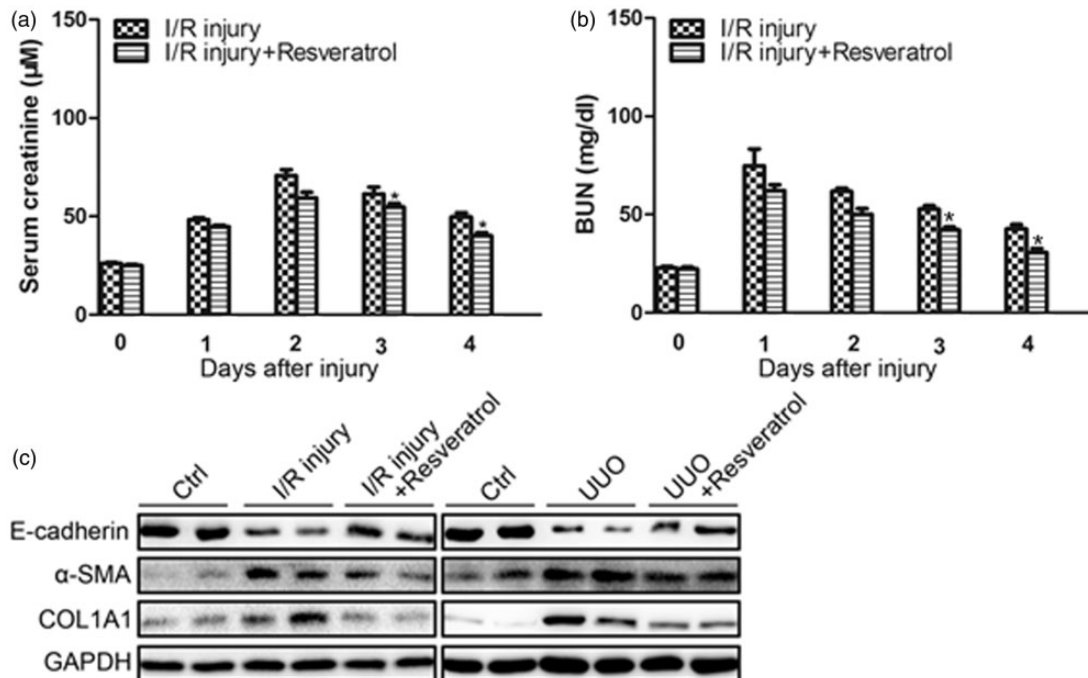 (a)
150
100
50
0
Serum creatinine (µM)
I/R injury
I/R injury+Resveratrol
*
*
0 1 2 3 4
Days after injury
(b)
150
100
50
0
BUN (mg/dl)
I/R injury
I/R injury+Resveratrol
*
*
0 1 2 3 4
Days after injury
(c)
Ctrl
I/R injury
I/R injury
+Resveratrol
Ctrl
UUO
UUO
+Resveratrol
E-cadherin
α-SMA
COL1A1
GAPDH